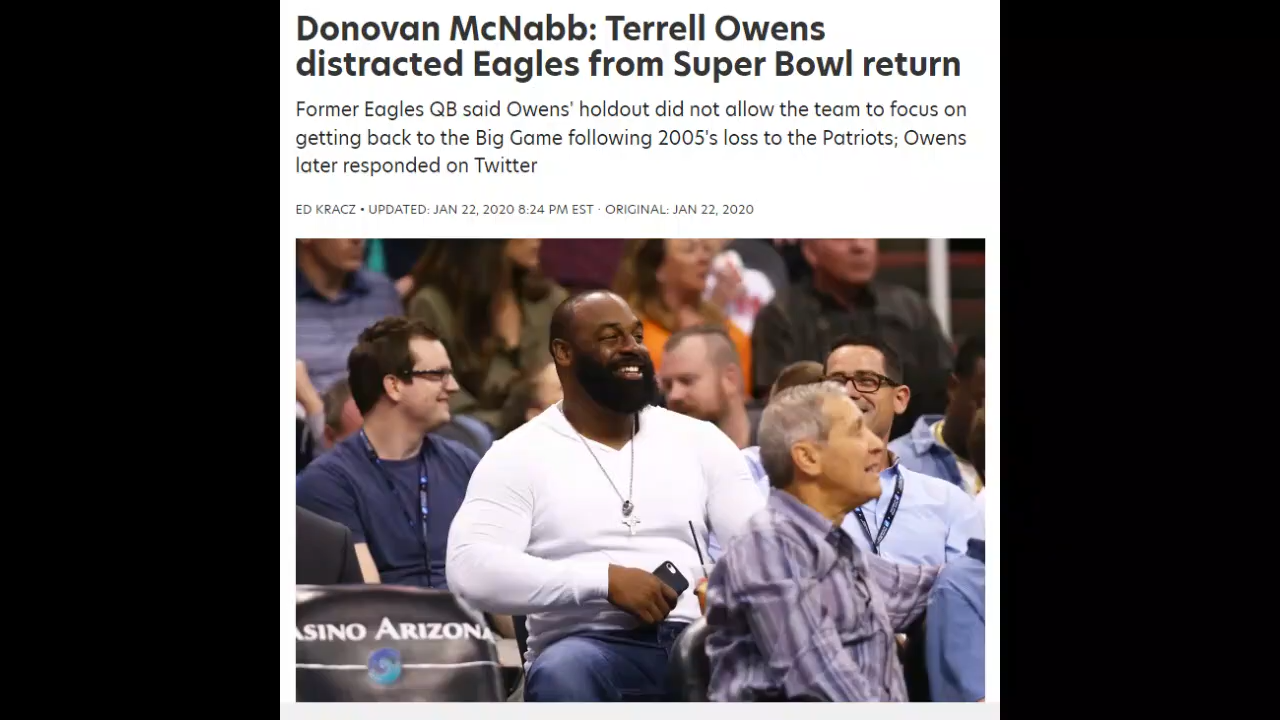 Donovan McNabb: Terrell Owens
distracted Eagles from Super Bowl return
Former Eagles QB said Owens' holdout did not allow the team to focus on
getting back to the Big Game following 2005's loss to the Patriots; Owens
later responded on Twitter
ED KRACZ • UPDATED: JAN 22, 2020 8:24 PM EST · ORIGINAL: JAN 22, 2020
ASINO ARIZONA